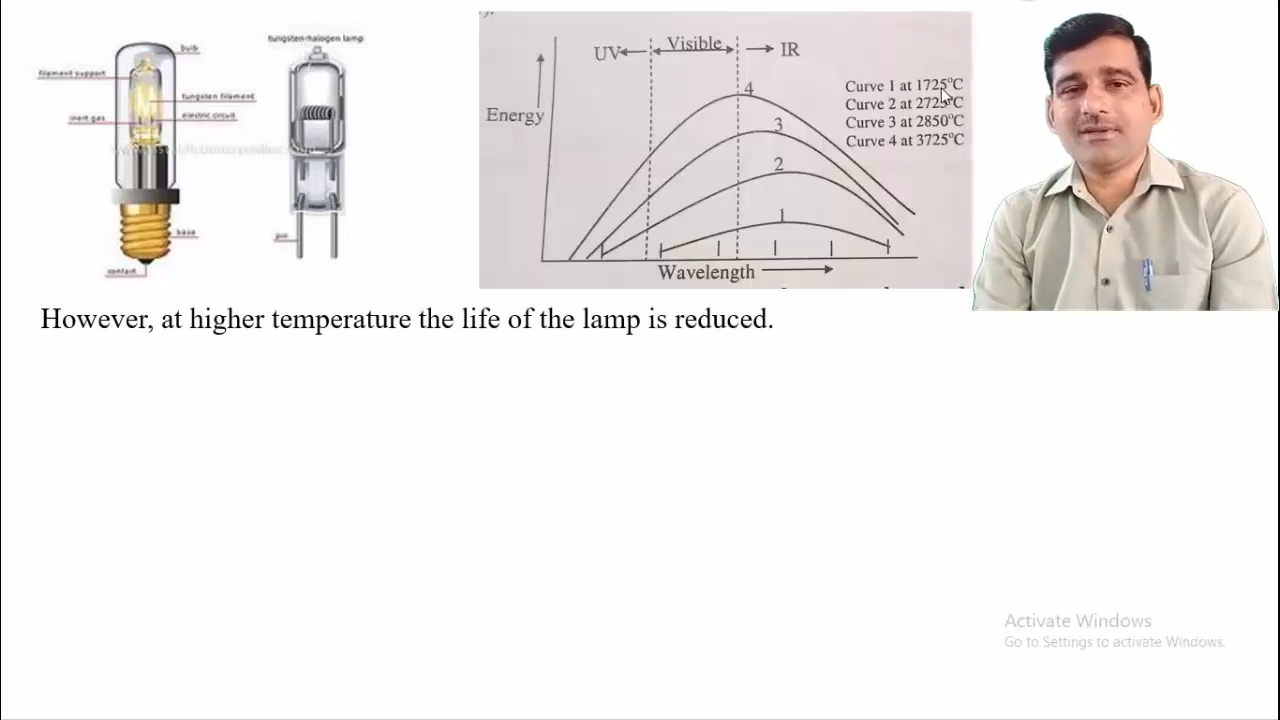 bulb
filament support
tungsten filament
inert gas
electric circuit
base
contact
tungsten-halogen lamp
pin
UV
Visible
IR
Energy
4
3
2
1
Curve 1 at 1725°C
Curve 2 at 2725°C
Curve 3 at 2850°C
Curve 4 at 3725°C
Wavelength
However, at higher temperature the life of the lamp is reduced.
Activate Windows
Go to Settings to activate Windows.